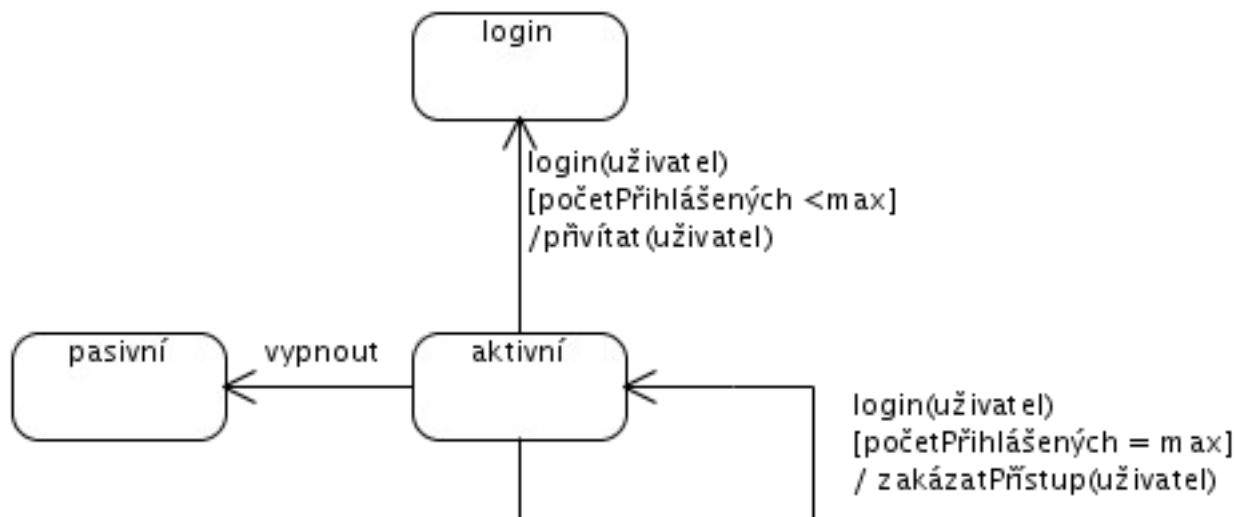 login
login(uživatel)
[početPřihlášených <max]
/přivítat(uživatel)
pasivní
vypnout
aktivní
login(uživatel)
[početPřihlášených = max]
/ zakázatPřístup(uživatel)